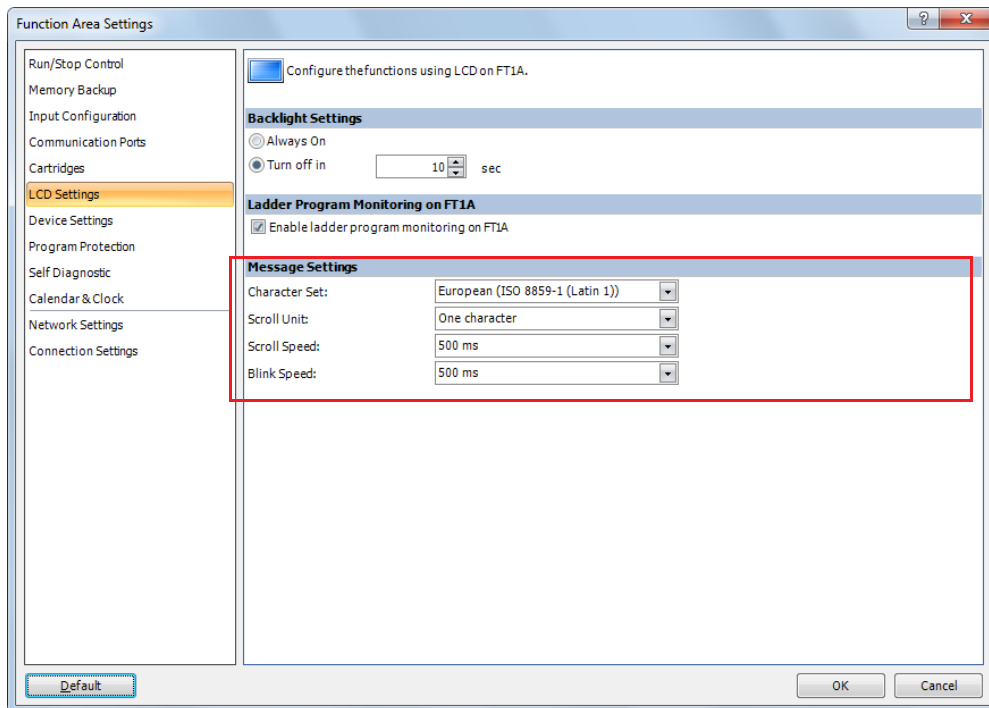 Function Area Settings
Run/Stop Control
Memory Backup
Input Configuration
Communication Ports
Cartridges
LCD Settings
Device Settings
Program Protection
Self Diagnostic
Calendar & Clock
Network Settings
Connection Settings
Configure the functions using LCD on FT1A.
Backlight Settings
Always On
Turn off in 10 sec
Ladder Program Monitoring on FT1A
Enable ladder program monitoring on FT1A
Message Settings
Character Set: European (ISO 8859-1 (Latin 1))
Scroll Unit: One character
Scroll Speed: 500 ms
Blink Speed: 500 ms
Default
OK
Cancel